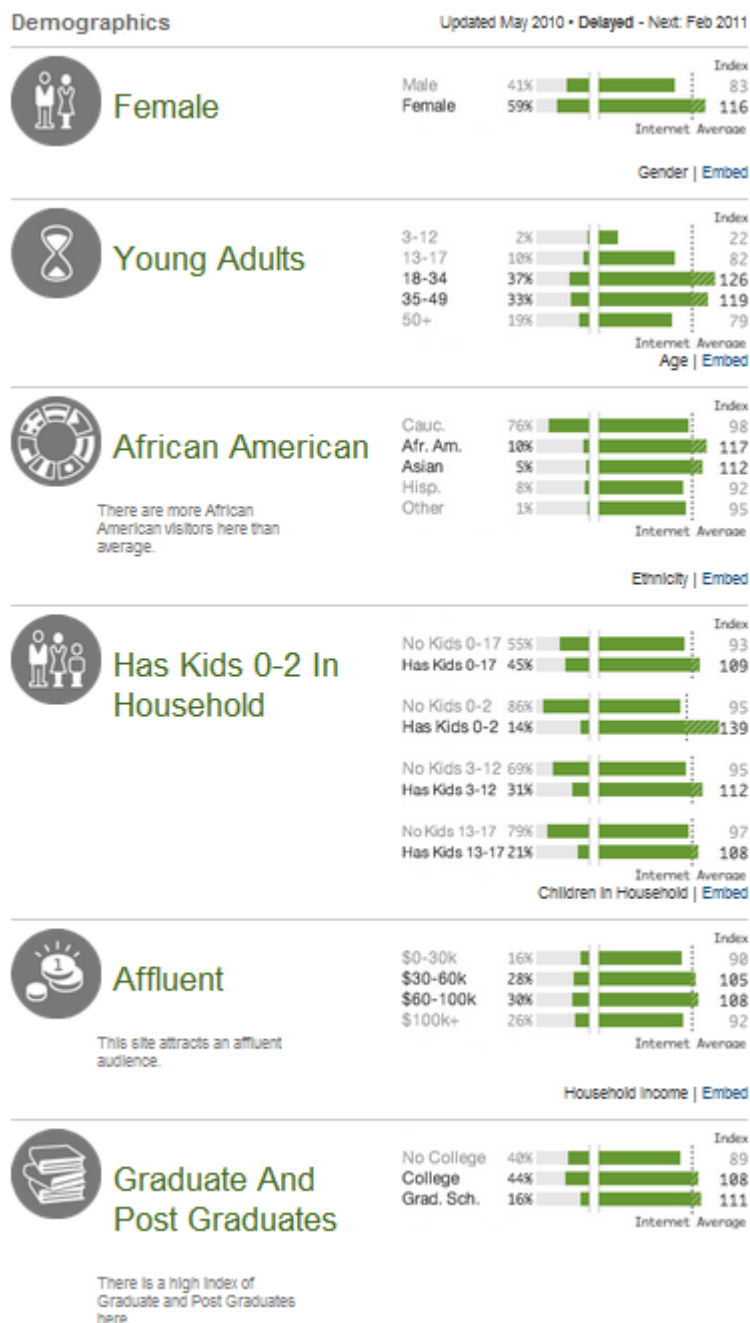 Demographics
Updated May 2010 • Delayed - Next: Feb 2011
Female
Index
Male 41% 83
Female 59% 116
Internet Average
Gender | Embed
Young Adults
Index
3-12 2% 22
13-17 10% 82
18-34 37% 126
35-49 33% 119
50+ 19% 79
Internet Average
Age | Embed
African American
There are more African
American visitors here than
average.
Index
Cauc. 76% 98
Afr. Am. 10% 117
Asian 5% 112
Hisp. 8% 92
Other 1% 95
Internet Average
Ethnicity | Embed
Has Kids 0-2 In
Household
Index
No Kids 0-17 55% 93
Has Kids 0-17 45% 109
No Kids 0-2 86% 95
Has Kids 0-2 14% 139
No Kids 3-12 69% 95
Has Kids 3-12 31% 112
No Kids 13-17 79% 97
Has Kids 13-17 21% 108
Internet Average
Children In Household | Embed
1
Affluent
This site attracts an affluent
audience.
Index
$0-30k 16% 90
$30-60k 28% 105
$60-100k 30% 108
$100k+ 26% 92
Internet Average
Household Income | Embed
Graduate And
Post Graduates
There is a high index of
Graduate and Post Graduates
here.
Index
No College 40% 89
College 44% 108
Grad. Sch. 16% 111
Internet Average